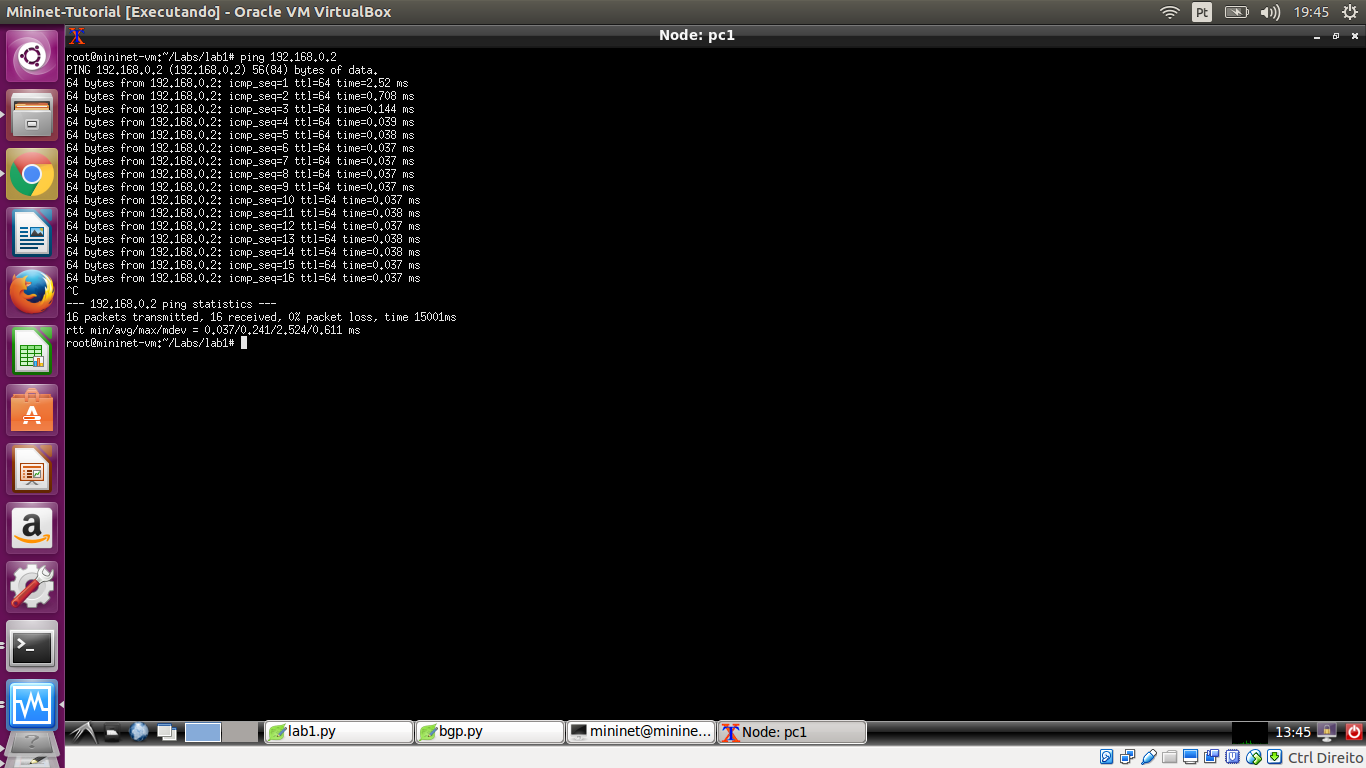 Mininet-Tutorial [Executando] - Oracle VM VirtualBox
Pt
19:45
Node: pc1
root@mininet-vm:~/Labs/lab1# ping 192.168.0.2
PING 192.168.0.2 (192.168.0.2) 56(84) bytes of data.
64 bytes from 192.168.0.2: icmp_seq=1 ttl=64 time=2.52 ms
64 bytes from 192.168.0.2: icmp_seq=2 ttl=64 time=0.708 ms
64 bytes from 192.168.0.2: icmp_seq=3 ttl=64 time=0.144 ms
64 bytes from 192.168.0.2: icmp_seq=4 ttl=64 time=0.039 ms
64 bytes from 192.168.0.2: icmp_seq=5 ttl=64 time=0.038 ms
64 bytes from 192.168.0.2: icmp_seq=6 ttl=64 time=0.037 ms
64 bytes from 192.168.0.2: icmp_seq=7 ttl=64 time=0.037 ms
64 bytes from 192.168.0.2: icmp_seq=8 ttl=64 time=0.037 ms
64 bytes from 192.168.0.2: icmp_seq=9 ttl=64 time=0.037 ms
64 bytes from 192.168.0.2: icmp_seq=10 ttl=64 time=0.037 ms
64 bytes from 192.168.0.2: icmp_seq=11 ttl=64 time=0.038 ms
64 bytes from 192.168.0.2: icmp_seq=12 ttl=64 time=0.037 ms
64 bytes from 192.168.0.2: icmp_seq=13 ttl=64 time=0.038 ms
64 bytes from 192.168.0.2: icmp_seq=14 ttl=64 time=0.038 ms
64 bytes from 192.168.0.2: icmp_seq=15 ttl=64 time=0.037 ms
64 bytes from 192.168.0.2: icmp_seq=16 ttl=64 time=0.037 ms
^C
--- 192.168.0.2 ping statistics ---
16 packets transmitted, 16 received, 0% packet loss, time 15001ms
rtt min/avg/max/mdev = 0.037/0.241/2.524/0.611 ms
root@mininet-vm:~/Labs/lab1#
lab1.py
bgp.py
mininet@minine...
Node: pc1
13:45
Ctrl Direito